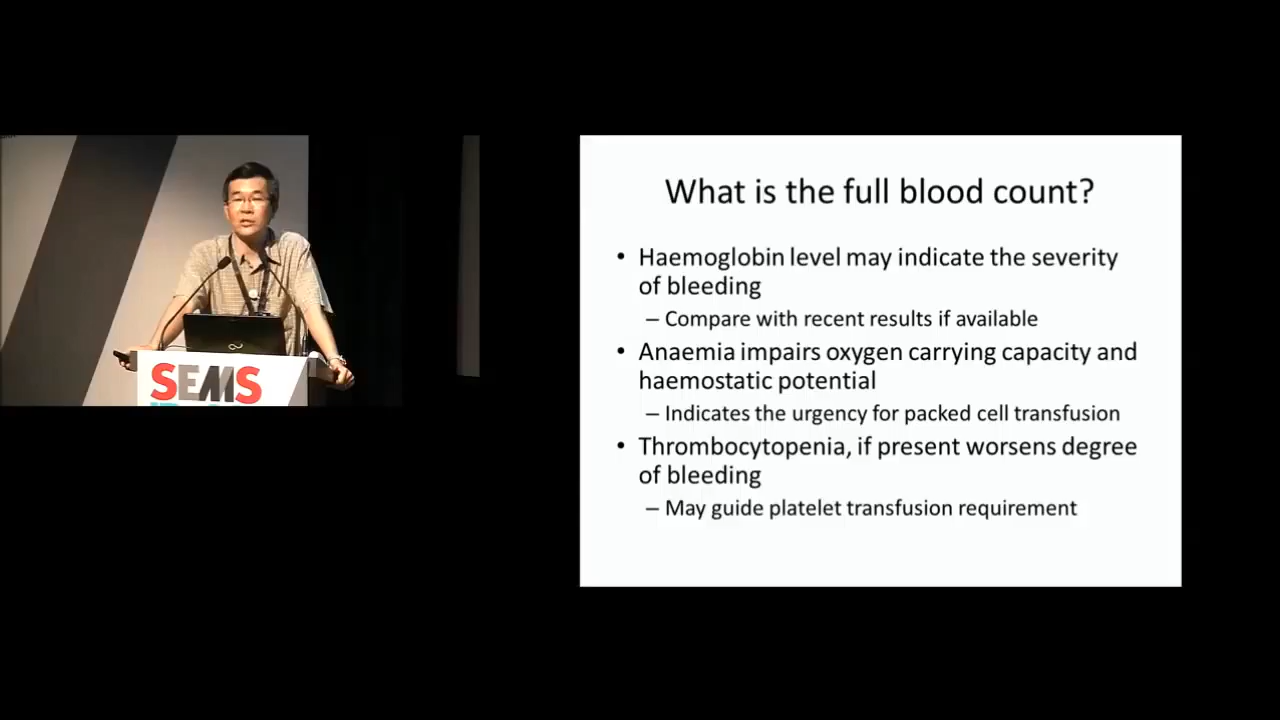 SEMS
What is the full blood count?
• Haemoglobin level may indicate the severity
of bleeding
– Compare with recent results if available
• Anaemia impairs oxygen carrying capacity and
haemostatic potential
– Indicates the urgency for packed cell transfusion
• Thrombocytopenia, if present worsens degree
of bleeding
– May guide platelet transfusion requirement